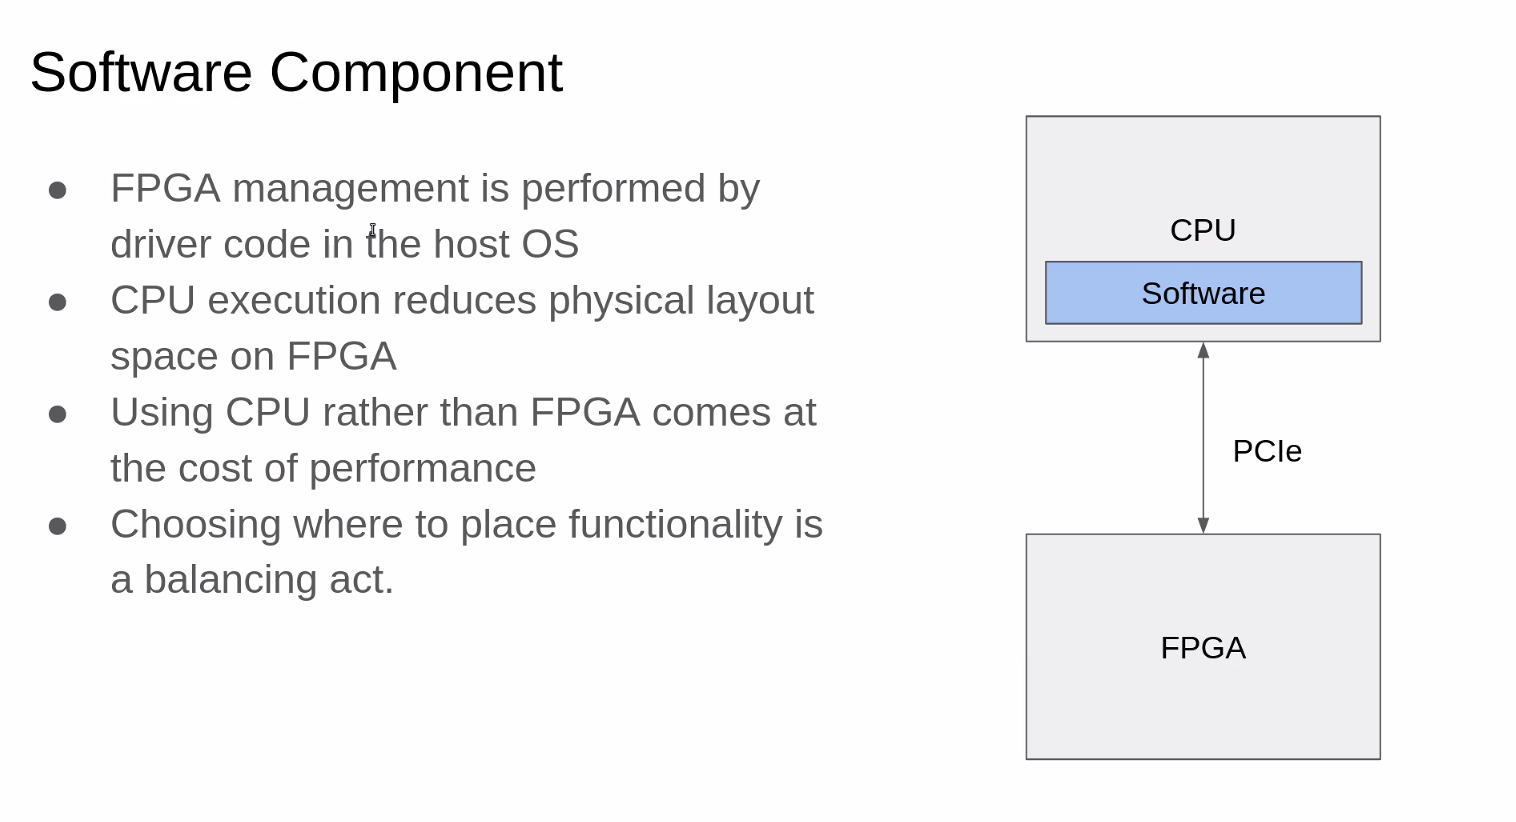 Software Component
● FPGA management is performed by
driver code in the host OS
● CPU execution reduces physical layout
space on FPGA
● Using CPU rather than FPGA comes at
the cost of performance
● Choosing where to place functionality is
a balancing act.
CPU
Software
PCIe
FPGA